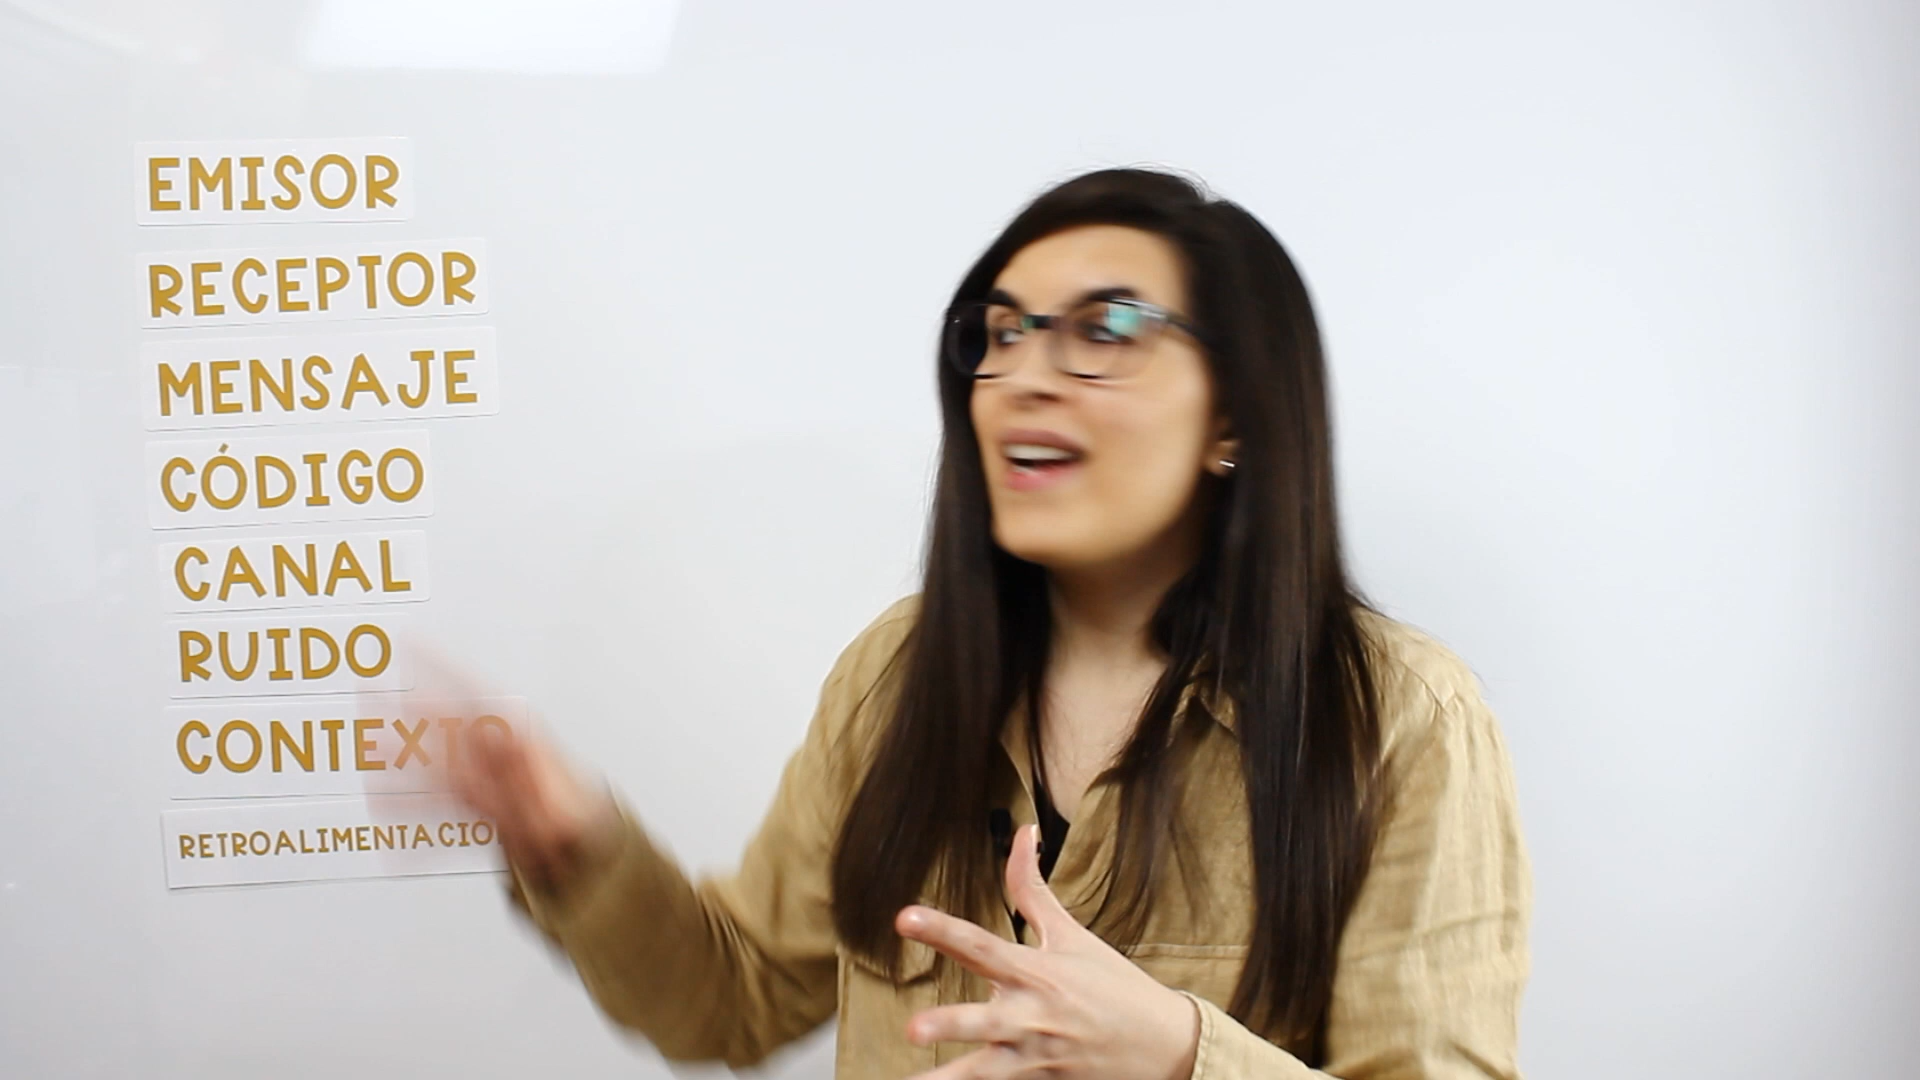 EMISOR
RECEPTOR
MENSAJE
CÓDIGO
CANAL
RUIDO
CONTEXTO
RETROALIMENTACIO